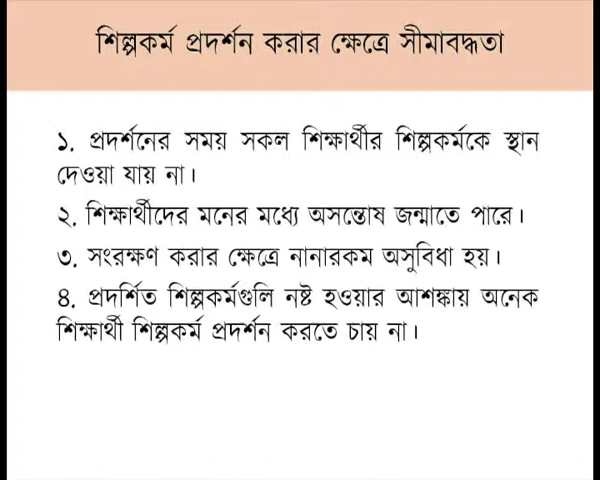 শিল্পকর্ম প্রদর্শন করার ক্ষেত্রে সীমাবদ্ধতা
১. প্রদর্শনের সময় সকল শিক্ষার্থীর শিল্পকর্মকে স্থান
দেওয়া যায় না।
২. শিক্ষার্থীদের মনের মধ্যে অসন্তোষ জন্মাতে পারে।
৩. সংরক্ষণ করার ক্ষেত্রে নানারকম অসুবিধা হয়।
৪. প্রদর্শিত শিল্পকর্মগুলি নষ্ট হওয়ার আশঙ্কায় অনেক
শিক্ষার্থী শিল্পকর্ম প্রদর্শন করতে চায় না।